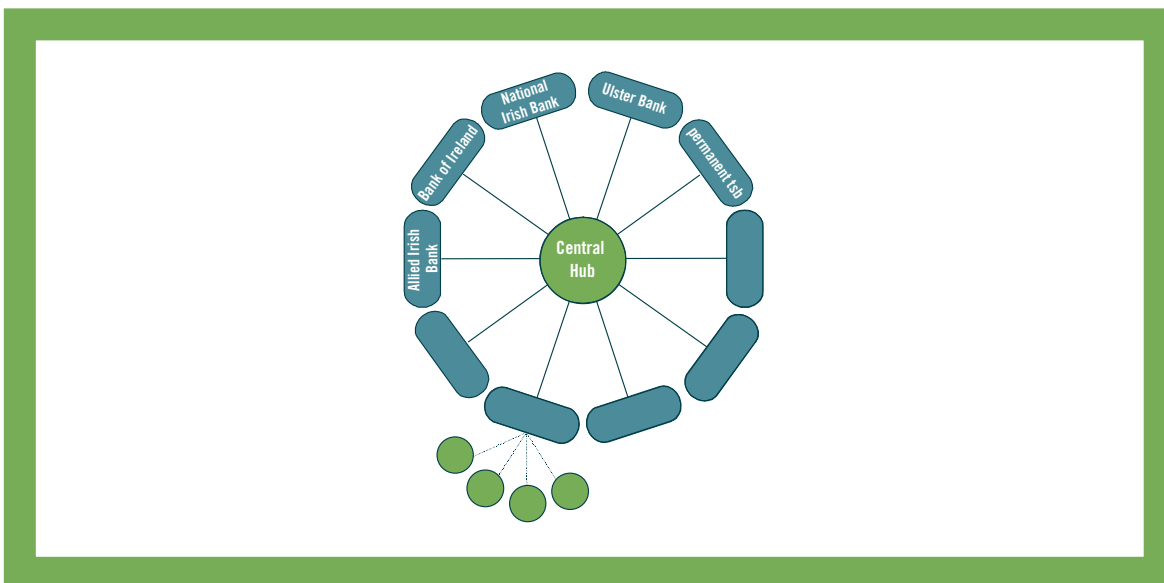 National
Irish Bank
Ulster Bank
Bank of Ireland
permanent tsb
Allied Irish
Bank
Central
Hub